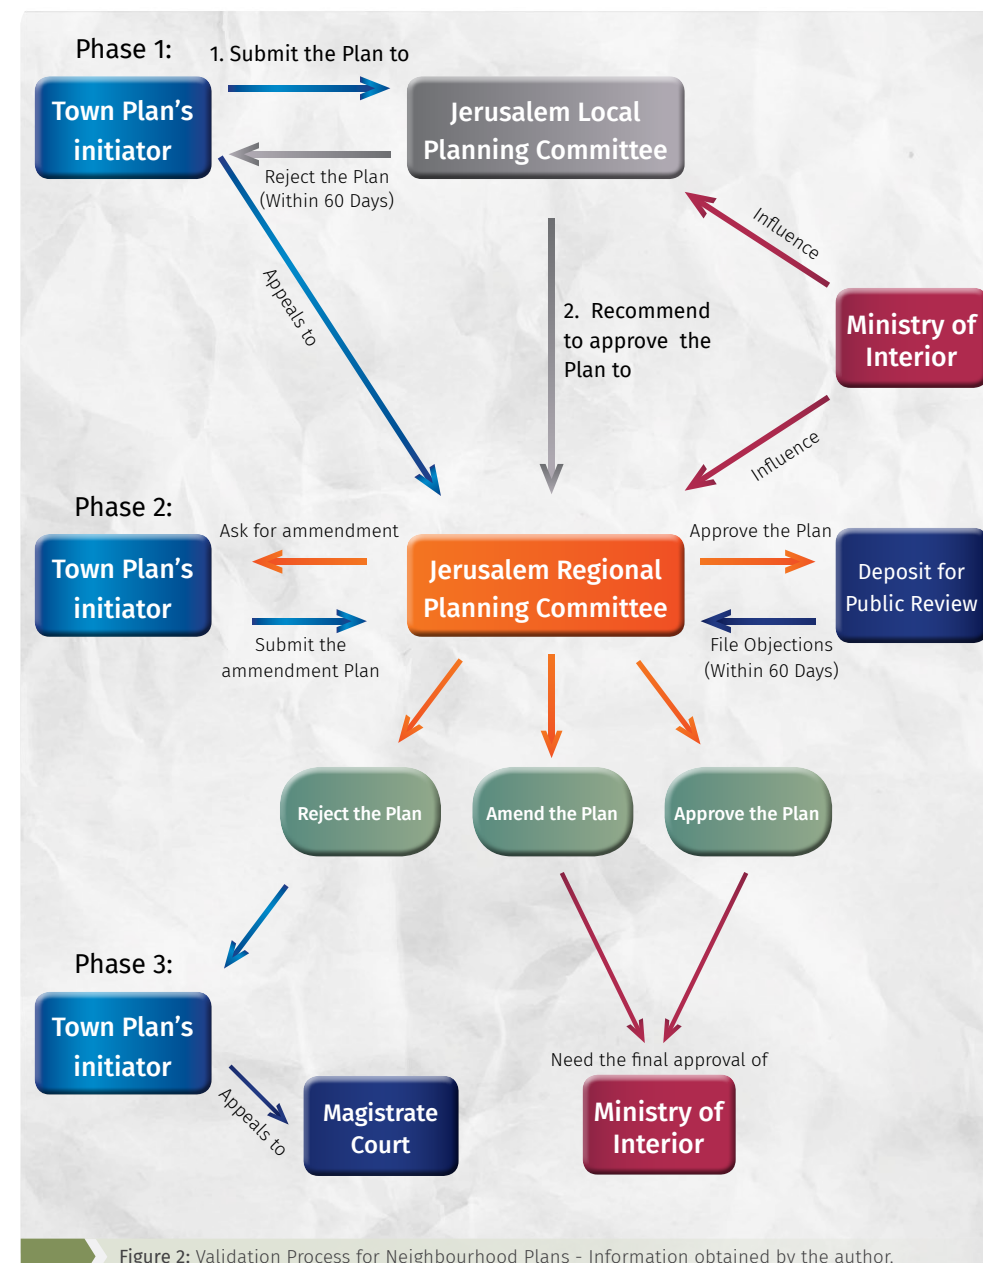 Phase 1:
1. Submit the Plan to
Town Plan's
initiator
Jerusalem Local
Planning Committee
Reject the Plan
(Within 60 Days)
Appeals to
Influence
2. Recommend
to approve the
Plan to
Ministry of
Interior
Influence
Phase 2:
Ask for ammendment
Approve the Plan
Town Plan's
initiator
Jerusalem Regional
Planning Committee
Deposit for
Public Review
Submit the
ammendment Plan
File Objections
(Within 60 Days)
Reject the Plan
Amend the Plan
Approve the Plan
Phase 3:
Town Plan's
initiator
Appeals to
Magistrate
Court
Need the final approval of
Ministry of
Interior
Figure 2: Validation Process for Neighbourhood Plans - Information obtained by the author.